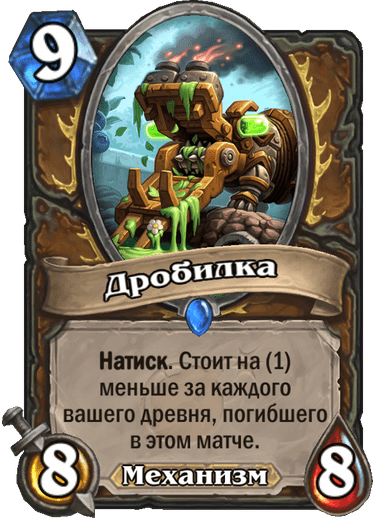 9
Дробилка
Натиск. Стоит на (1)
меньше за каждого
вашего древня, погибшего
в этом матче.
8
Механизм
8